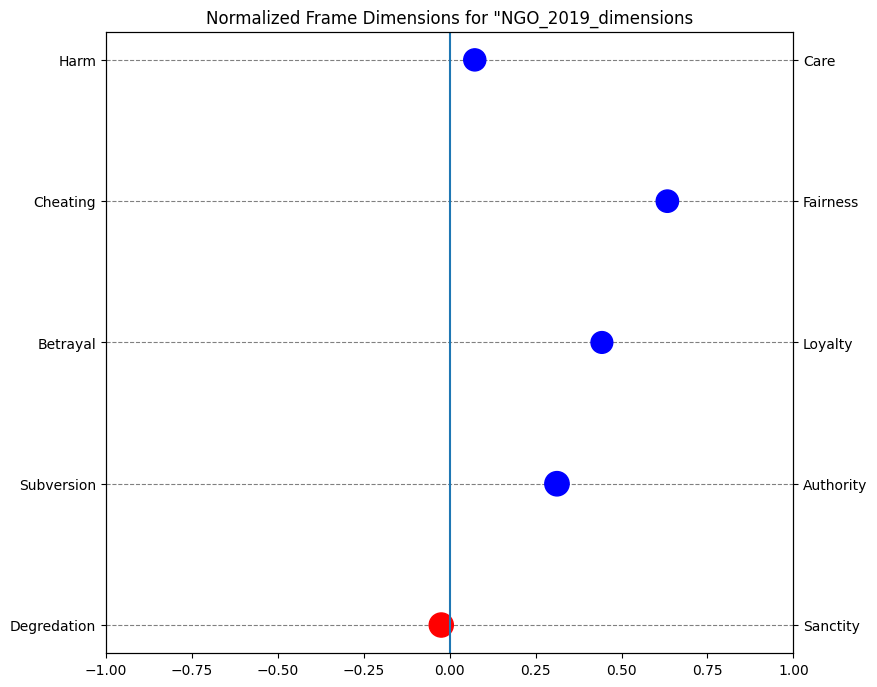 Normalized Frame Dimensions for "NGO_2019_dimensions
Harm
Care
Cheating
Fairness
Betrayal
Loyalty
Subversion
Authority
Degredation
Sanctity
−1.00 −0.75 −0.50 −0.25 0.00 0.25 0.50 0.75 1.00